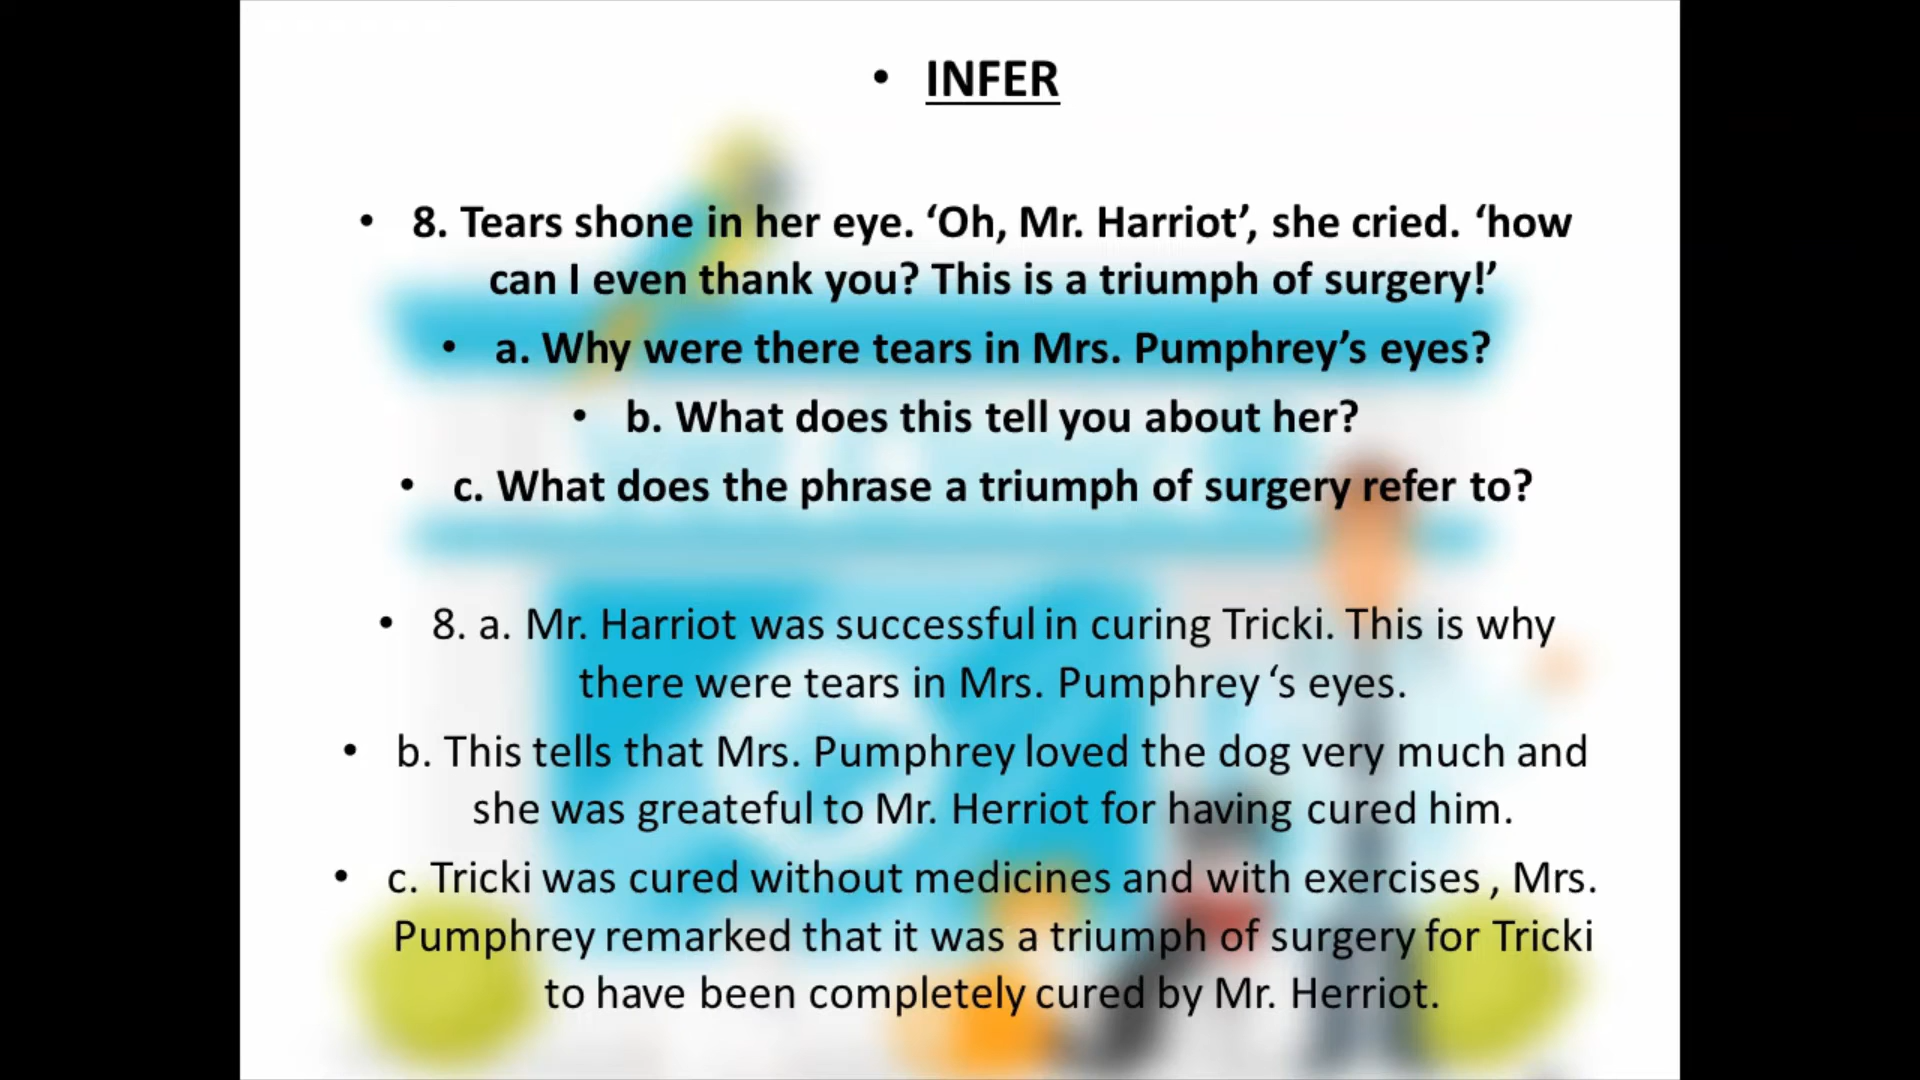 • INFER
• 8. Tears shone in her eye. ‘Oh, Mr. Harriot’, she cried. ‘how
can I even thank you? This is a triumph of surgery!’
• a. Why were there tears in Mrs. Pumphrey’s eyes?
• b. What does this tell you about her?
• c. What does the phrase a triumph of surgery refer to?
• 8. a. Mr. Harriot was successful in curing Tricki. This is why
there were tears in Mrs. Pumphrey ‘s eyes.
• b. This tells that Mrs. Pumphrey loved the dog very much and
she was greateful to Mr. Herriot for having cured him.
• c. Tricki was cured without medicines and with exercises , Mrs.
Pumphrey remarked that it was a triumph of surgery for Tricki
to have been completely cured by Mr. Herriot.